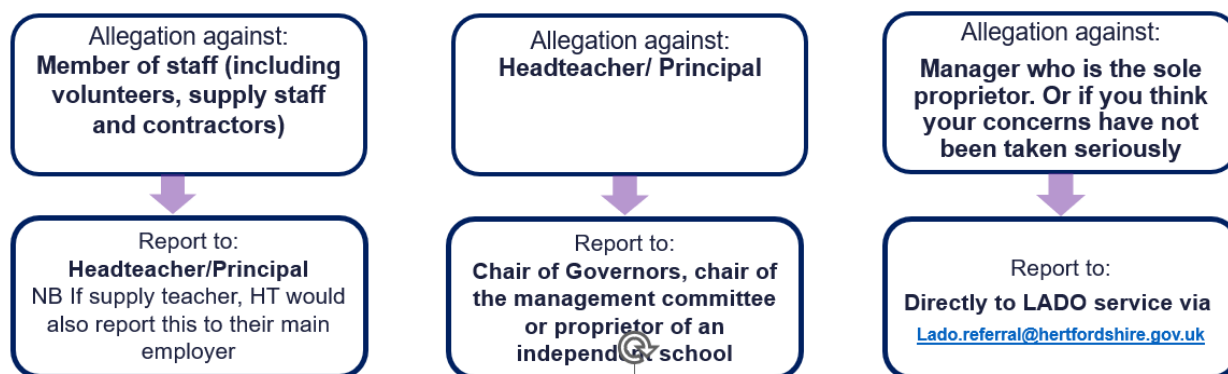 Allegation against:
Member of staff (including
volunteers, supply staff
and contractors)
Report to:
Headteacher/Principal
NB If supply teacher, HT would
also report this to their main
employer
Allegation against:
Headteacher/ Principal
Report to:
Chair of Governors, chair of
the management committee
or proprietor of an
independent school
Allegation against:
Manager who is the sole
proprietor. Or if you think
your concerns have not
been taken seriously
Report to:
Directly to LADO service via
Lado.referral@hertfordshire.gov.uk